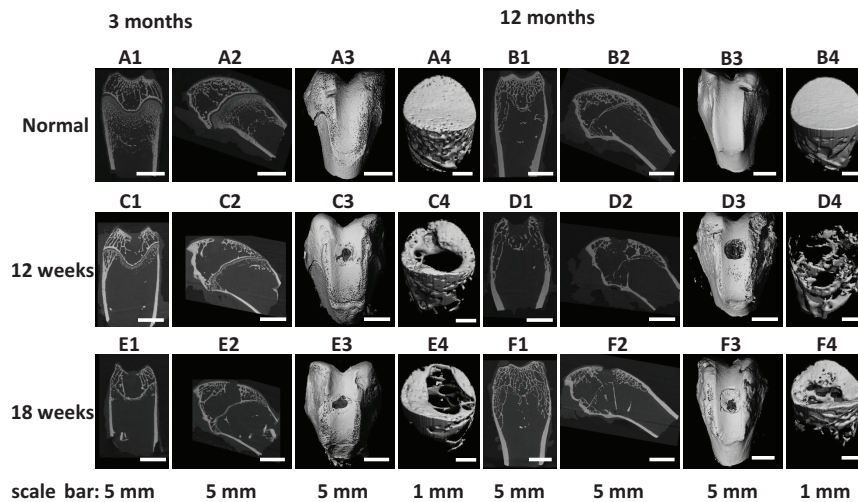 3 months 12 months
A1 A2 A3 A4 B1 B2 B3 B4
Normal
C1 C2 C3 C4 D1 D2 D3 D4
12 weeks
E1 E2 E3 E4 F1 F2 F3 F4
18 weeks
scale bar: 5 mm 5 mm 5 mm 1 mm 5 mm 5 mm 5 mm 1 mm